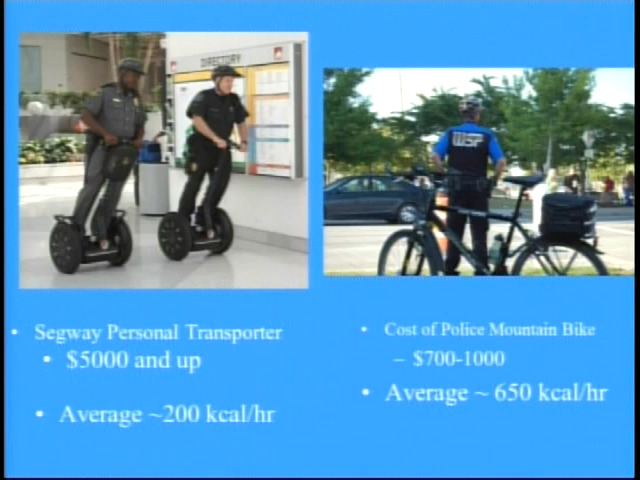 DIRECTORY
WSP
• Segway Personal Transporter
• $5000 and up
• Average ~200 kcal/hr
• Cost of Police Mountain Bike
– $700-1000
• Average ~ 650 kcal/hr